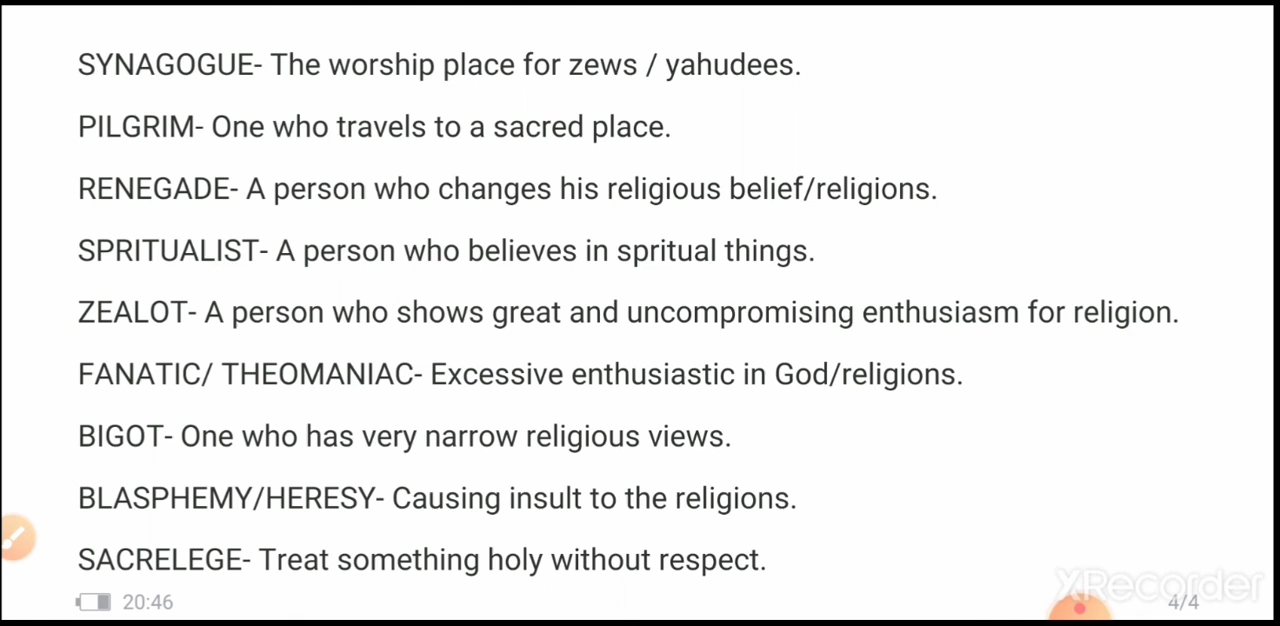 SYNAGOGUE- The worship place for zews / yahudees.
PILGRIM- One who travels to a sacred place.
RENEGADE- A person who changes his religious belief/religions.
SPRITUALIST- A person who believes in spritual things.
ZEALOT- A person who shows great and uncompromising enthusiasm for religion.
FANATIC/ THEOMANIAC- Excessive enthusiastic in God/religions.
BIGOT- One who has very narrow religious views.
BLASPHEMY/HERESY- Causing insult to the religions.
SACRELEGE- Treat something holy without respect.
XRecorder
20:46 4/4